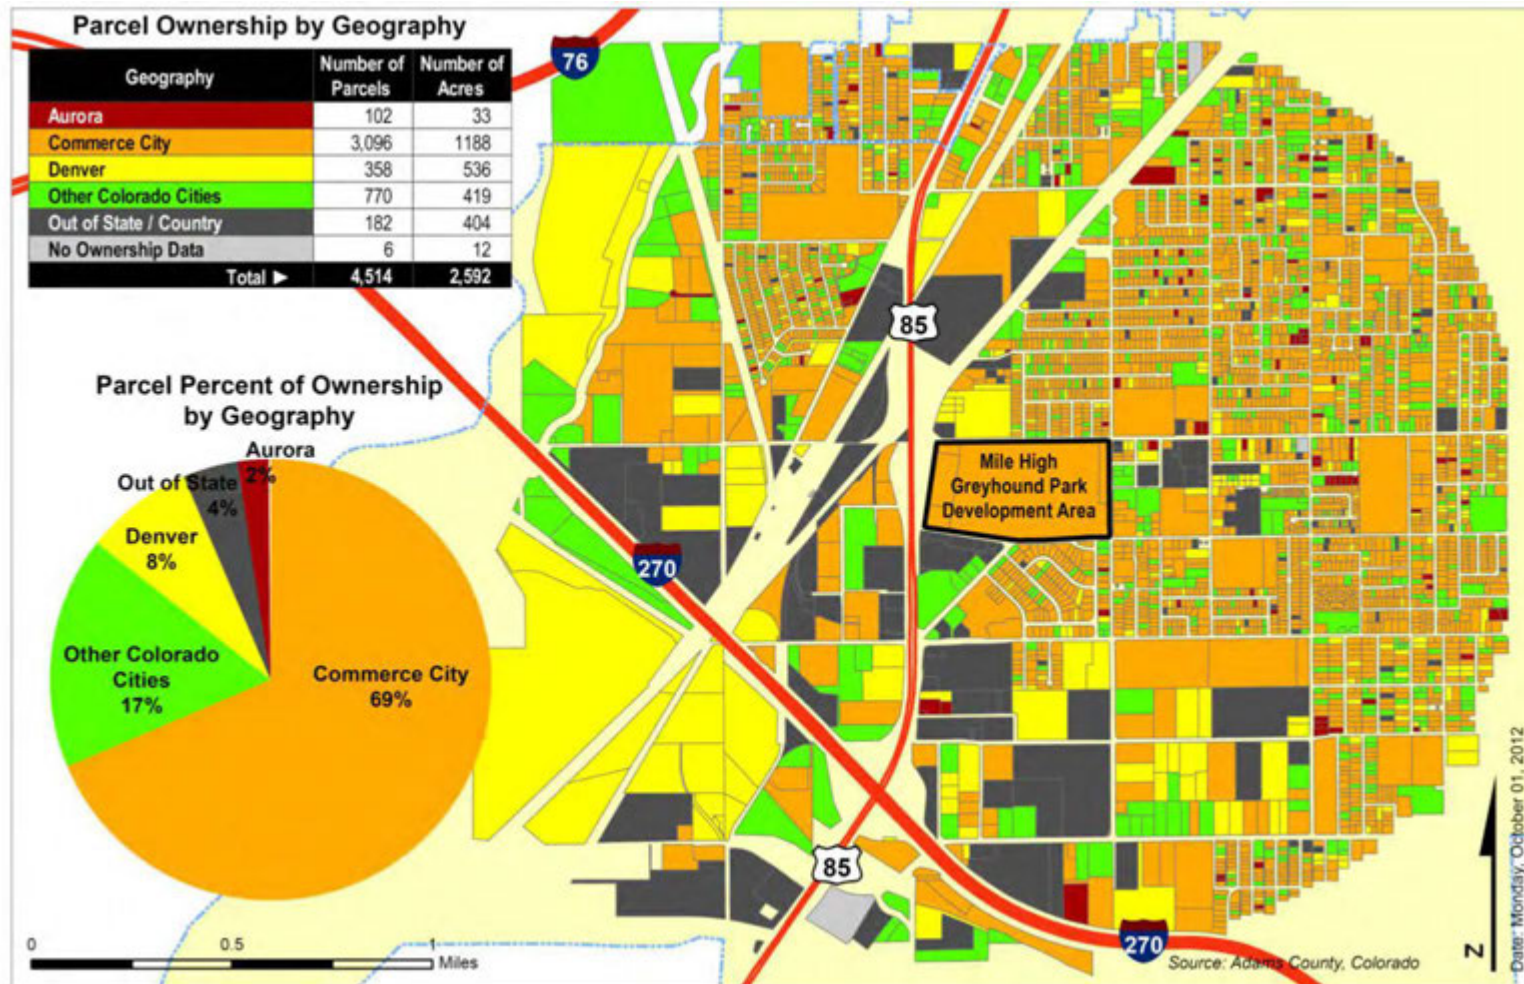 Parcel Ownership by Geography
Geography Number of Parcels Number of Acres
Aurora 102 33
Commerce City 3,096 1188
Denver 358 536
Other Colorado Cities 770 419
Out of State / Country 182 404
No Ownership Data 6 12
Total ► 4,514 2,592
76
85
Parcel Percent of Ownership
by Geography
Aurora
2%
Out of State
4%
Denver
8%
Other Colorado
Cities
17%
Commerce City
69%
Mile High
Greyhound Park
Development Area
270
85
270
0 0.5 1
Miles
Source: Adams County, Colorado
N
Date: Monday, October 01, 2012